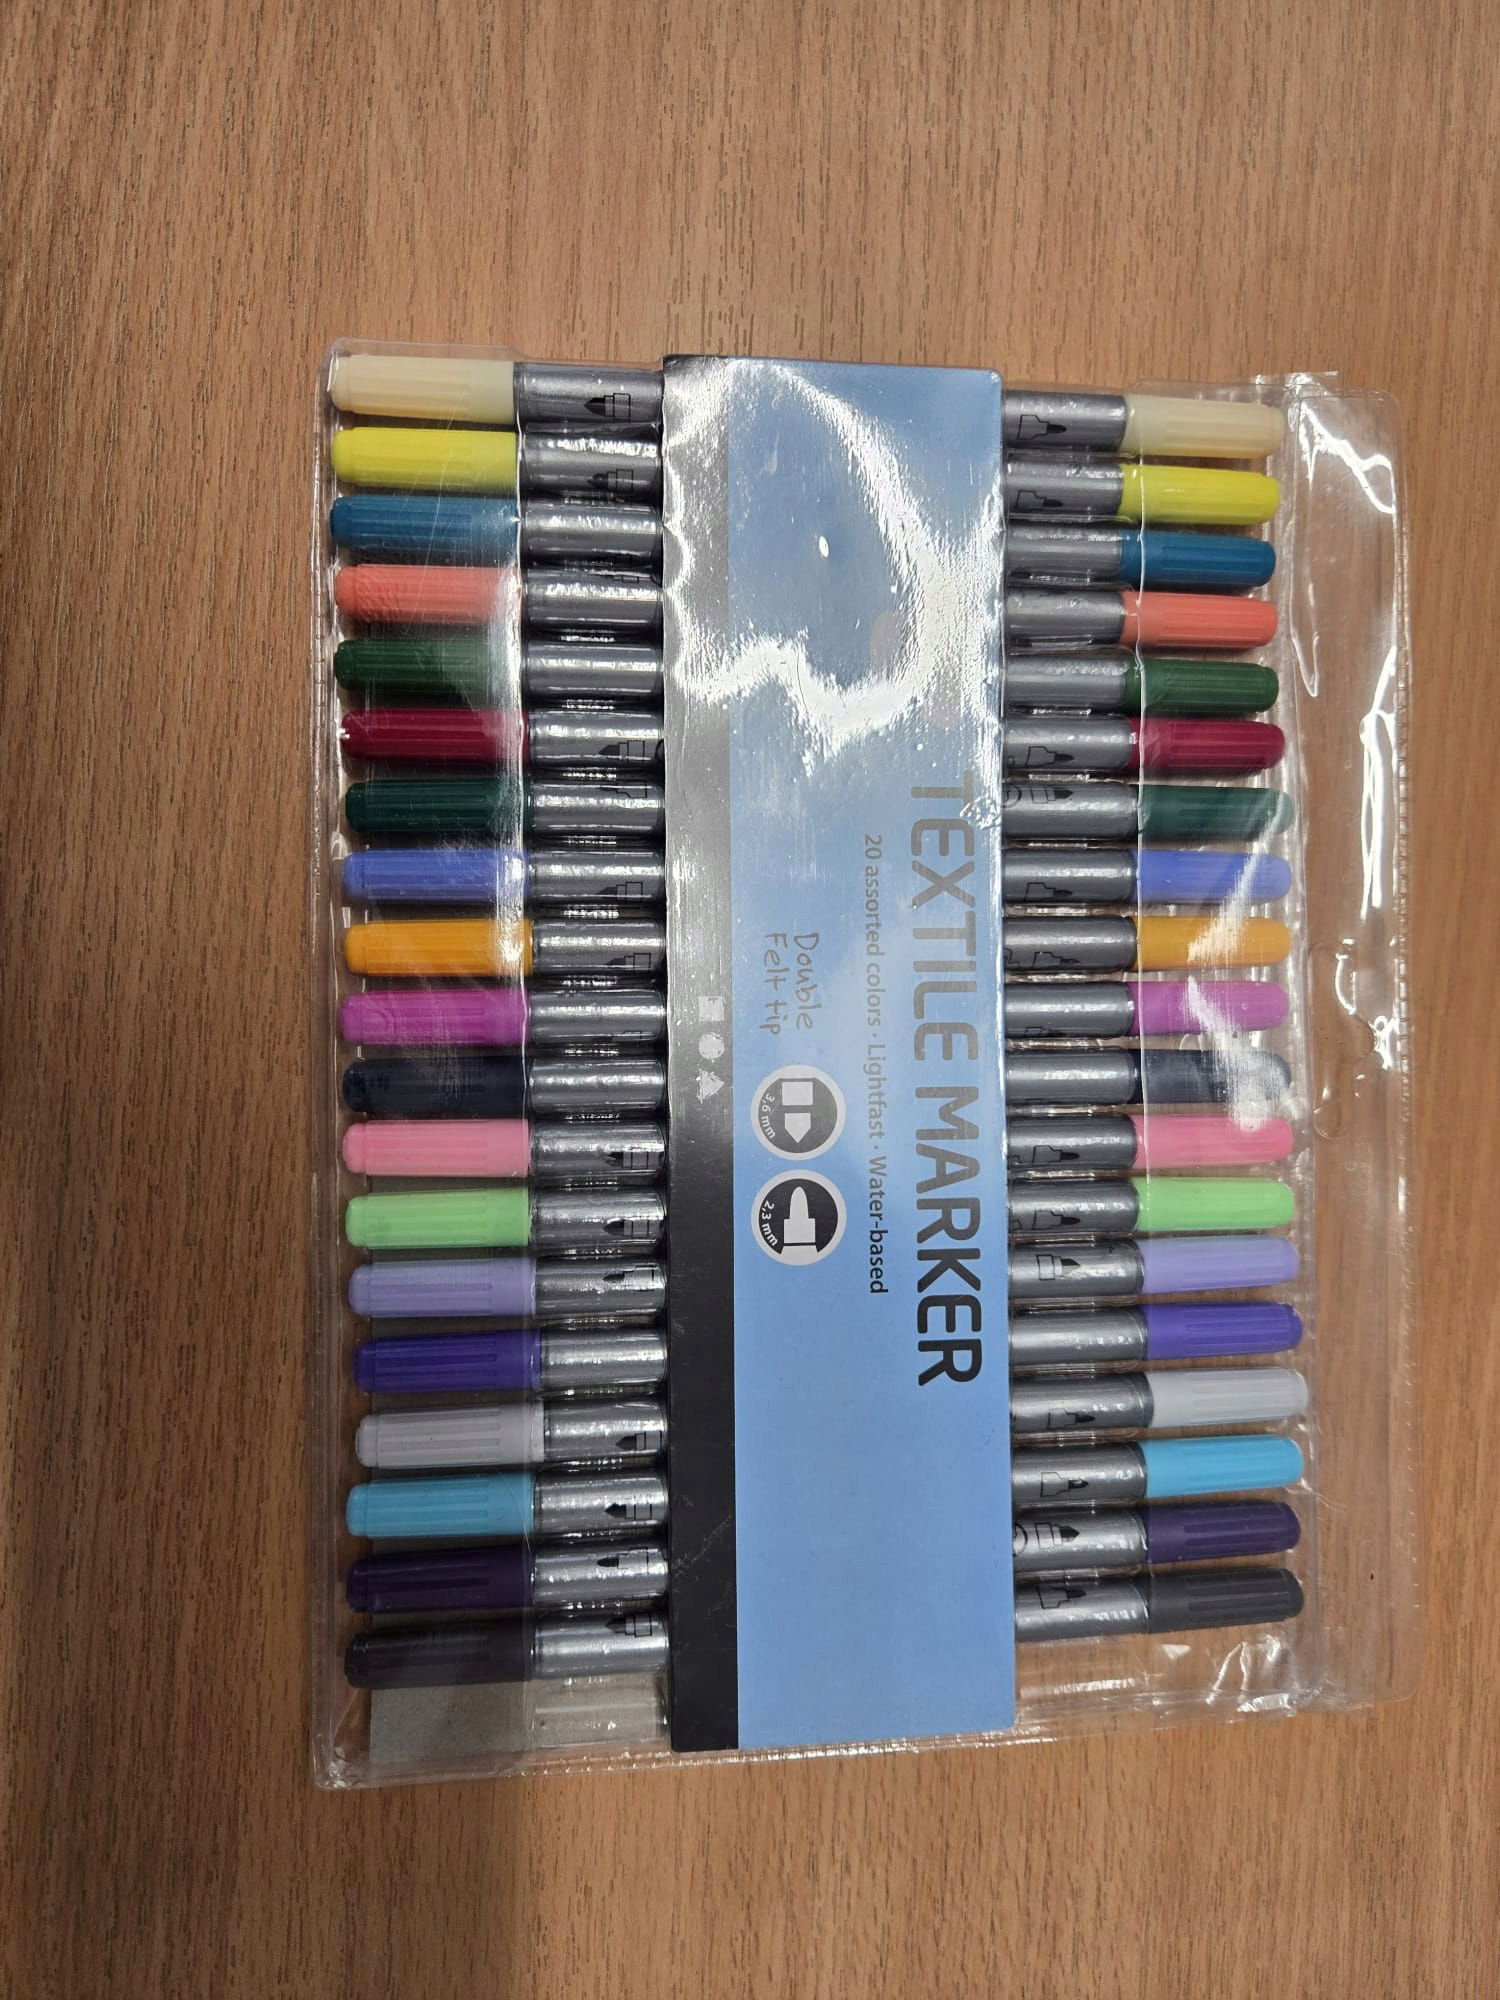 TEXTILE MARKER
20 assorted colors · Lightfast · Water-based
Double
Felt tip
3,6 mm
2,3 mm